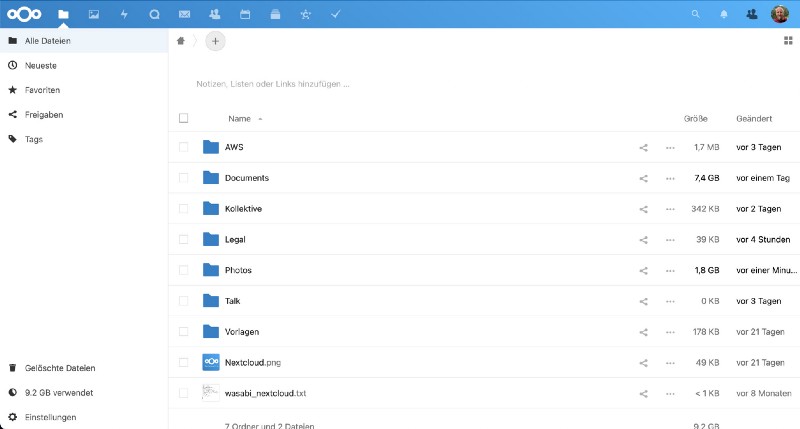 Alle Dateien
Neueste
Favoriten
Freigaben
Tags
Notizen, Listen oder Links hinzufügen ...
Name Größe Geändert
AWS 1,7 MB vor 3 Tagen
Documents 7,4 GB vor einem Tag
Kollektive 342 KB vor 2 Tagen
Legal 39 KB vor 4 Stunden
Photos 1,8 GB vor einer Minu...
Talk 0 KB vor 3 Tagen
Vorlagen 178 KB vor 21 Tagen
Nextcloud.png 49 KB vor 21 Tagen
wasabi_nextcloud.txt < 1 KB vor 8 Monaten
7 Ordner und 2 Dateien 9.2 GB
Gelöschte Dateien
9.2 GB verwendet
Einstellungen